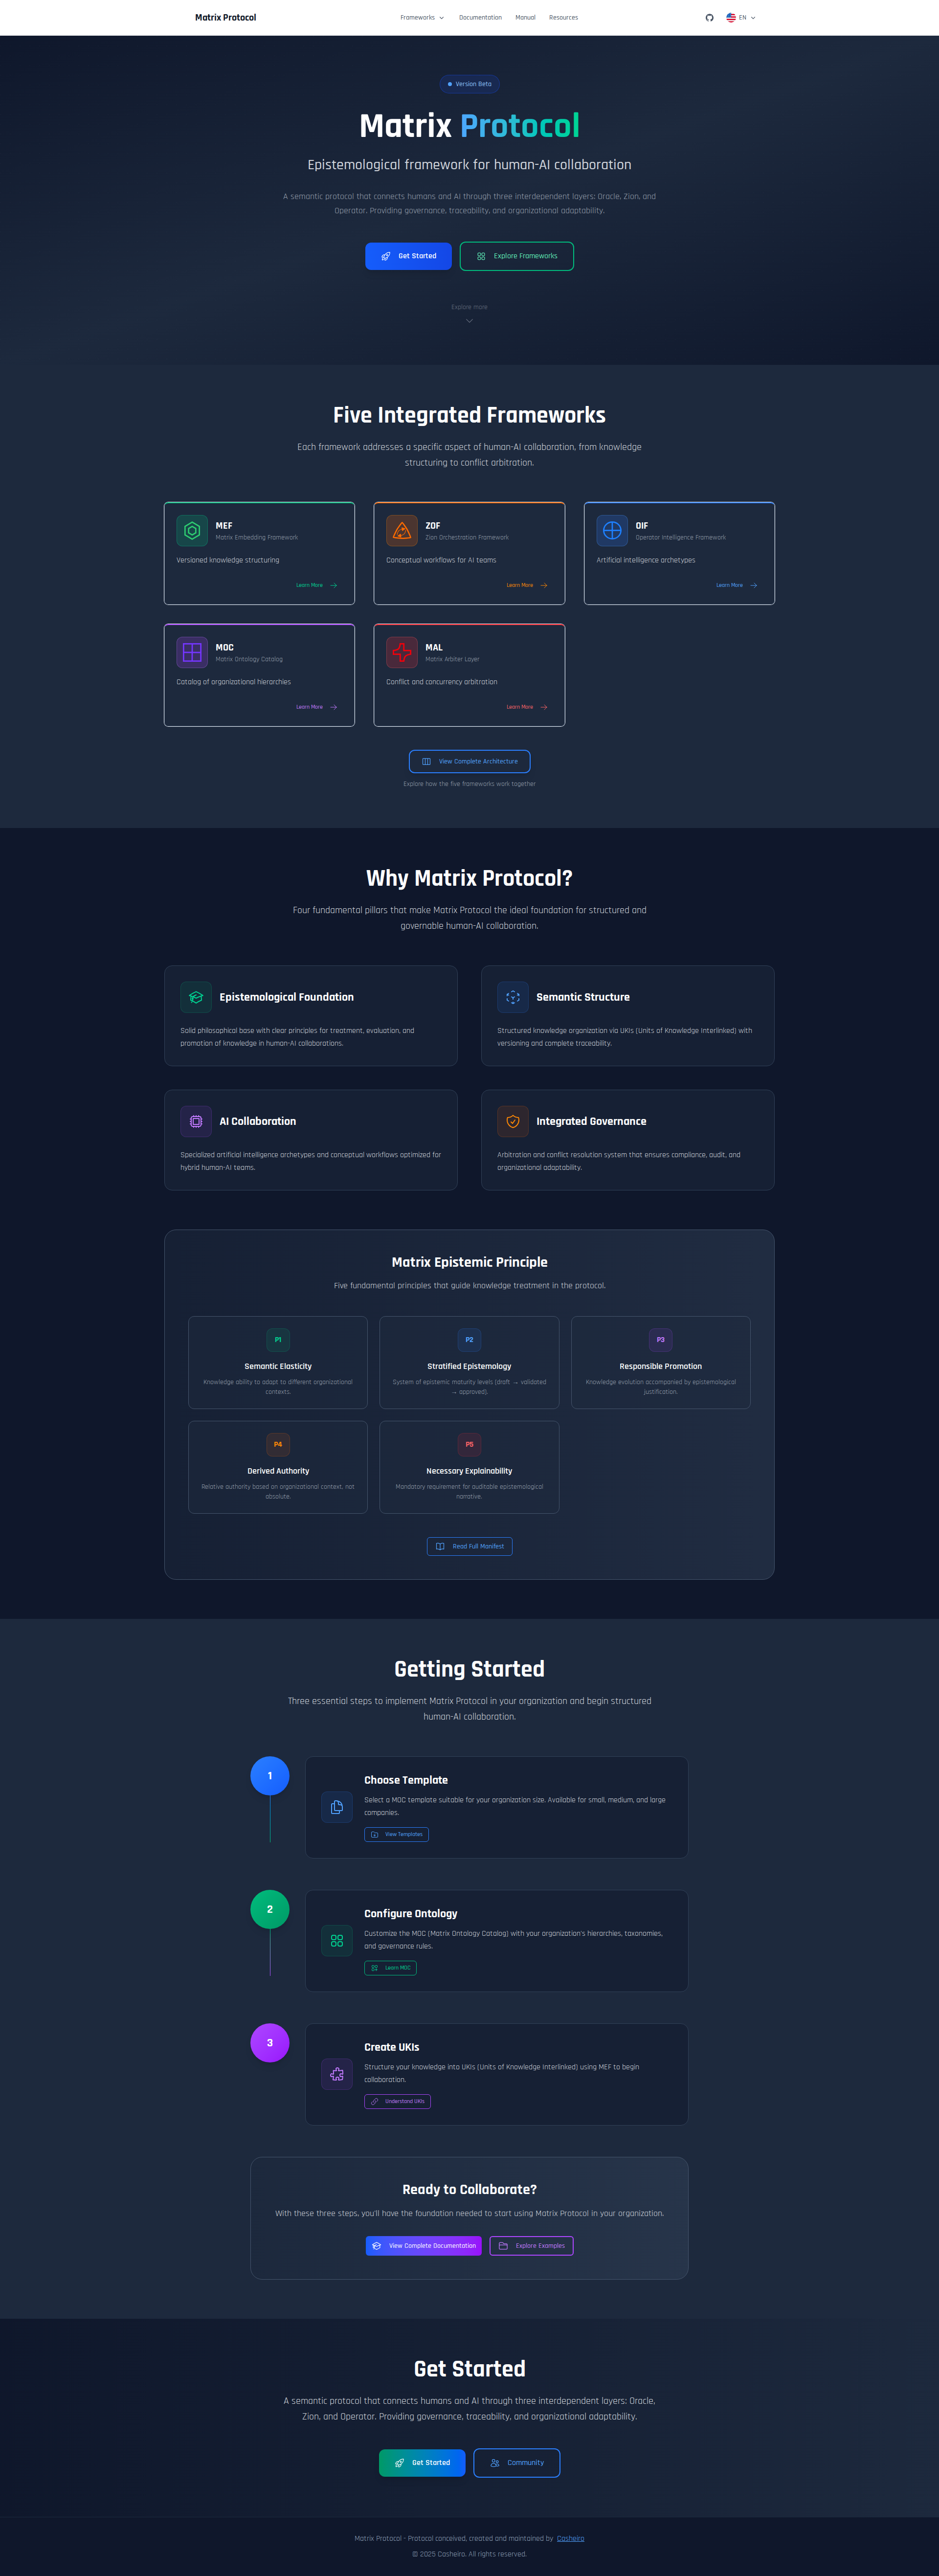 Matrix Protocol
Frameworks
Documentation
Manual
Resources
EN
Version Beta
Matrix Protocol
Epistemological framework for human-AI collaboration
A semantic protocol that connects humans and AI through three interdependent layers: Oracle, Zion, and
Operator. Providing governance, traceability, and organizational adaptability.
Get Started
Explore Frameworks
Explore more
Five Integrated Frameworks
Each framework addresses a specific aspect of human-AI collaboration, from knowledge
structuring to conflict arbitration.
MEF
Matrix Embedding Framework
Versioned knowledge structuring
Learn More
ZOF
Zion Orchestration Framework
Conceptual workflows for AI teams
Learn More
OIF
Operator Intelligence Framework
Artificial intelligence archetypes
Learn More
MOC
Matrix Ontology Catalog
Catalog of organizational hierarchies
Learn More
MAL
Matrix Arbiter Layer
Conflict and concurrency arbitration
Learn More
View Complete Architecture
Explore how the five frameworks work together
Why Matrix Protocol?
Four fundamental pillars that make Matrix Protocol the ideal foundation for structured and
governable human-AI collaboration.
Epistemological Foundation
Solid philosophical base with clear principles for treatment, evaluation, and
promotion of knowledge in human-AI collaborations.
Semantic Structure
Structured knowledge organization via UKIs (Units of Knowledge Interlinked) with
versioning and complete traceability.
AI Collaboration
Specialized artificial intelligence archetypes and conceptual workflows optimized for
hybrid human-AI teams.
Integrated Governance
Arbitration and conflict resolution system that ensures compliance, audit, and
organizational adaptability.
Matrix Epistemic Principle
Five fundamental principles that guide knowledge treatment in the protocol.
P1
Semantic Elasticity
Knowledge ability to adapt to different organizational
contexts.
P2
Stratified Epistemology
System of epistemic maturity levels (draft → validated
→ approved).
P3
Responsible Promotion
Knowledge evolution accompanied by epistemological
justification.
P4
Derived Authority
Relative authority based on organizational context, not
absolute.
P5
Necessary Explainability
Mandatory requirement for auditable epistemological
narrative.
Read Full Manifest
Getting Started
Three essential steps to implement Matrix Protocol in your organization and begin structured
human-AI collaboration.
1
Choose Template
Select a MOC template suitable for your organization size. Available for small, medium, and large
companies.
View Templates
2
Configure Ontology
Customize the MOC (Matrix Ontology Catalog) with your organization's hierarchies, taxonomies,
and governance rules.
Learn MOC
3
Create UKIs
Structure your knowledge into UKIs (Units of Knowledge Interlinked) using MEF to begin
collaboration.
Understand UKIs
Ready to Collaborate?
With these three steps, you'll have the foundation needed to start using Matrix Protocol in your organization.
View Complete Documentation
Explore Examples
Get Started
A semantic protocol that connects humans and AI through three interdependent layers: Oracle,
Zion, and Operator. Providing governance, traceability, and organizational adaptability.
Get Started
Community
Matrix Protocol - Protocol conceived, created and maintained by Casheiro
© 2025 Casheiro. All rights reserved.